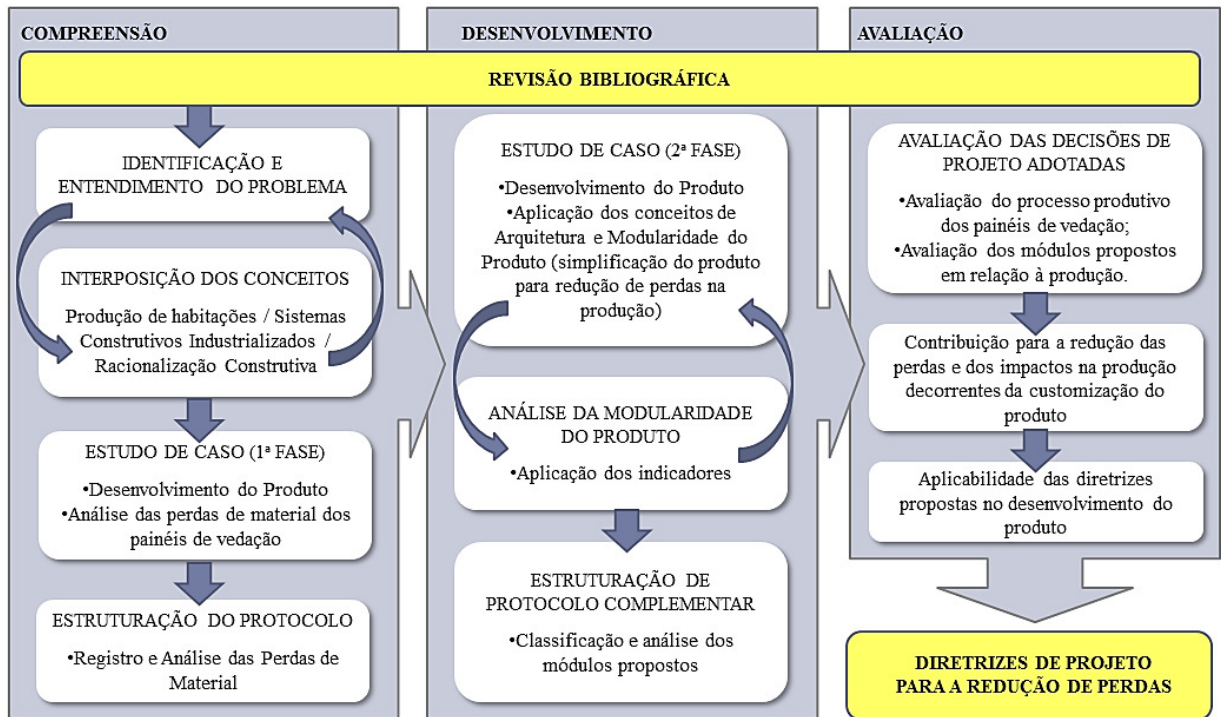 COMPREENSÃO
DESENVOLVIMENTO
AVALIAÇÃO
REVISÃO BIBLIOGRÁFICA
IDENTIFICAÇÃO E
ENTENDIMENTO DO PROBLEMA
INTERPOSIÇÃO DOS CONCEITOS
Produção de habitações / Sistemas
Construtivos Industrializados /
Racionalização Construtiva
ESTUDO DE CASO (1ª FASE)
•Desenvolvimento do Produto
•Análise das perdas de material dos
painéis de vedação
ESTRUTURAÇÃO DO PROTOCOLO
•Registro e Análise das Perdas de
Material
ESTUDO DE CASO (2ª FASE)
•Desenvolvimento do Produto
•Aplicação dos conceitos de
Arquitetura e Modularidade do
Produto (simplificação do produto
para redução de perdas na
produção)
ANÁLISE DA MODULARIDADE
DO PRODUTO
•Aplicação dos indicadores
ESTRUTURAÇÃO DE
PROTOCOLO COMPLEMENTAR
•Classificação e análise dos
módulos propostos
AVALIAÇÃO DAS DECISÕES DE
PROJETO ADOTADAS
•Avaliação do processo produtivo
dos painéis de vedação;
•Avaliação dos módulos propostos
em relação à produção.
Contribuição para a redução das
perdas e dos impactos na produção
decorrentes da customização do
produto
Aplicabilidade das diretrizes
propostas no desenvolvimento do
produto
DIRETRIZES DE PROJETO
PARA A REDUÇÃO DE PERDAS